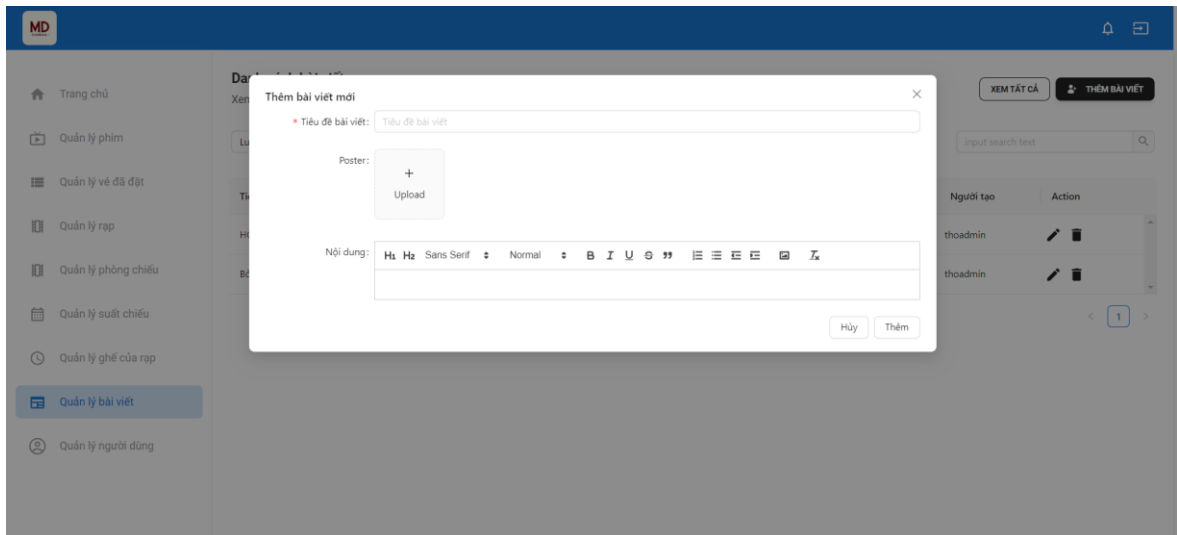 MD
Trang chủ
Quản lý phim
Quản lý vé đã đặt
Quản lý rạp
Quản lý phòng chiếu
Quản lý suất chiếu
Quản lý ghế của rạp
Quản lý bài viết
Quản lý người dùng
XEM TẤT CẢ
THÊM BÀI VIẾT
input search text
Người tạo
Action
thoadmin
thoadmin
1
Thêm bài viết mới
* Tiêu đề bài viết:
Tiêu đề bài viết
Poster:
+
Upload
Nội dung:
H1 H2 Sans Serif Normal B I U S
Hủy
Thêm